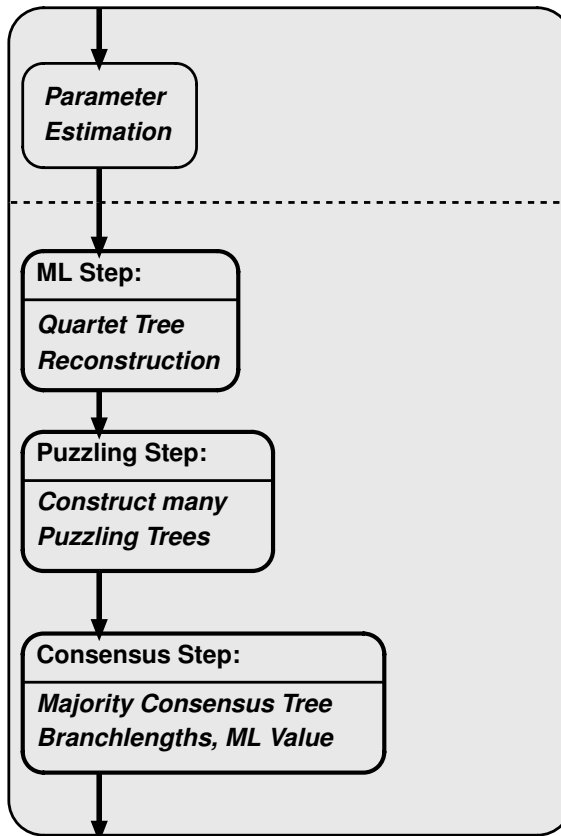 Parameter
Estimation
ML Step:
Quartet Tree
Reconstruction
Puzzling Step:
Construct many
Puzzling Trees
Consensus Step:
Majority Consensus Tree
Branchlengths, ML Value